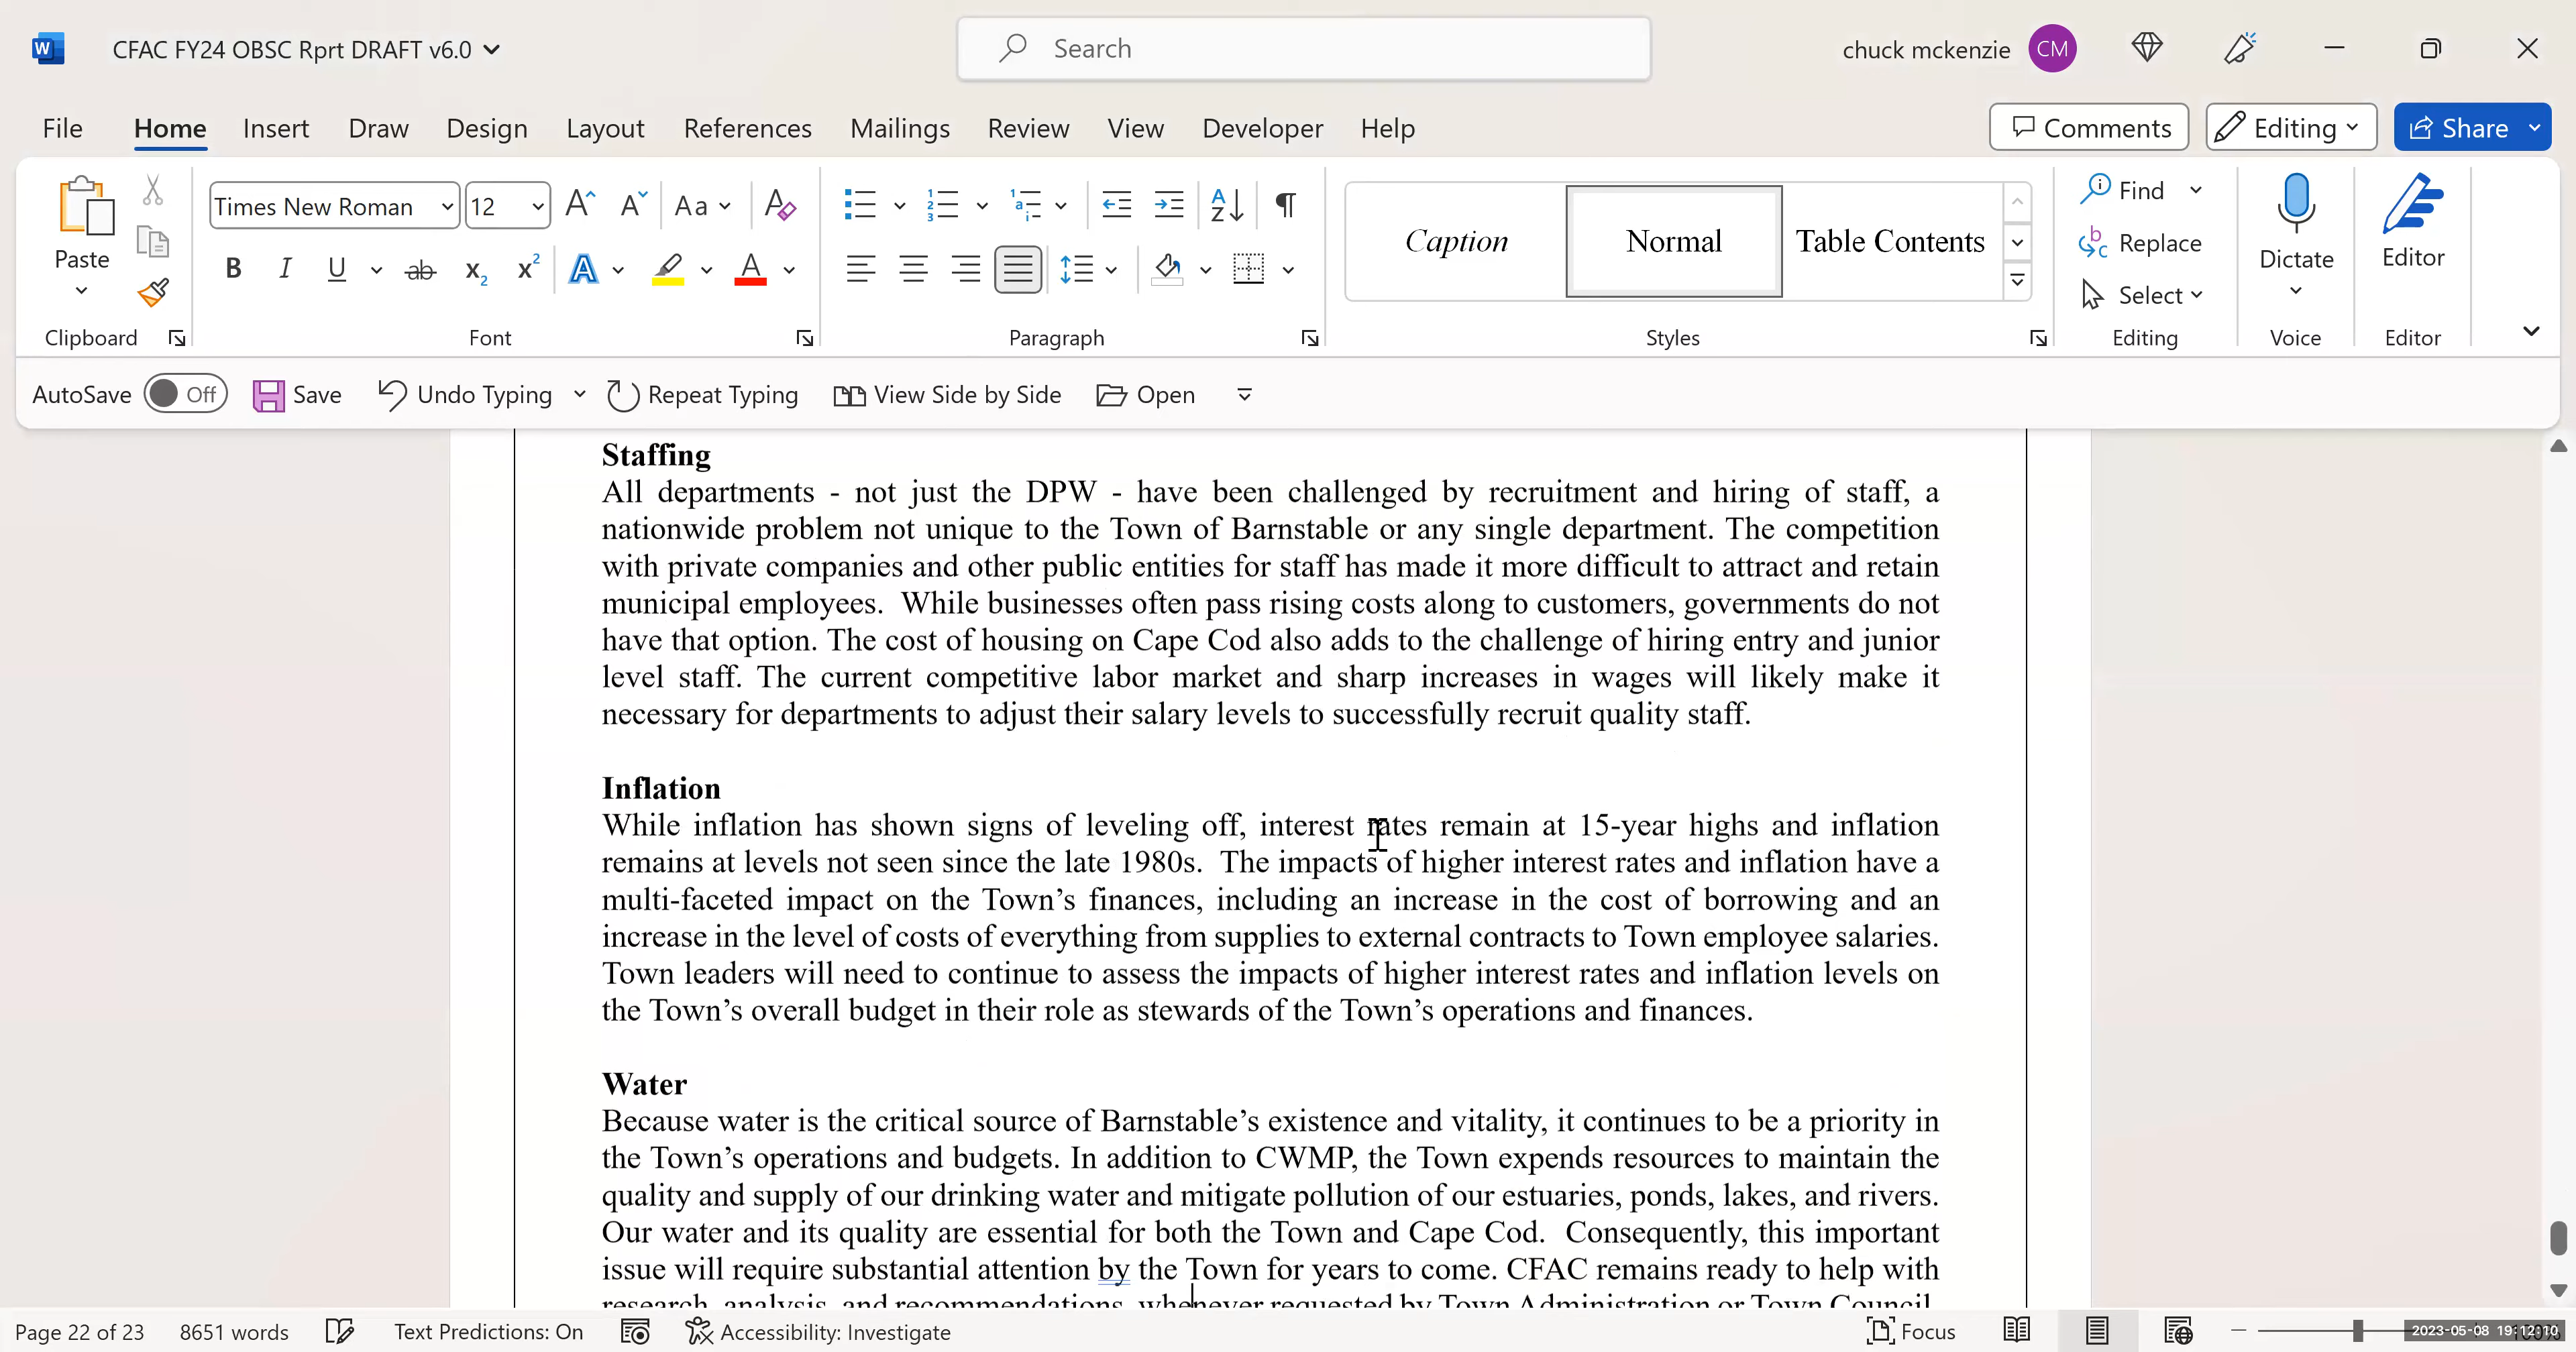 CFAC FY24 OBSC Rprt DRAFT v6.0
Search
chuck mckenzie CM
File Home Insert Draw Design Layout References Mailings Review View Developer Help
Comments Editing Share
Paste
Times New Roman 12
Caption Normal Table Contents
Find
Replace
Select
Dictate
Editor
Clipboard Font Paragraph Styles Editing Voice Editor
AutoSave Off Save Undo Typing Repeat Typing View Side by Side Open
Staffing
All departments - not just the DPW - have been challenged by recruitment and hiring of staff, a
nationwide problem not unique to the Town of Barnstable or any single department. The competition
with private companies and other public entities for staff has made it more difficult to attract and retain
municipal employees.  While businesses often pass rising costs along to customers, governments do not
have that option. The cost of housing on Cape Cod also adds to the challenge of hiring entry and junior
level staff. The current competitive labor market and sharp increases in wages will likely make it
necessary for departments to adjust their salary levels to successfully recruit quality staff.
Inflation
While inflation has shown signs of leveling off, interest rates remain at 15-year highs and inflation
remains at levels not seen since the late 1980s.  The impacts of higher interest rates and inflation have a
multi-faceted impact on the Town’s finances, including an increase in the cost of borrowing and an
increase in the level of costs of everything from supplies to external contracts to Town employee salaries.
Town leaders will need to continue to assess the impacts of higher interest rates and inflation levels on
the Town’s overall budget in their role as stewards of the Town’s operations and finances.
Water
Because water is the critical source of Barnstable’s existence and vitality, it continues to be a priority in
the Town’s operations and budgets. In addition to CWMP, the Town expends resources to maintain the
quality and supply of our drinking water and mitigate pollution of our estuaries, ponds, lakes, and rivers.
Our water and its quality are essential for both the Town and Cape Cod.  Consequently, this important
issue will require substantial attention by the Town for years to come. CFAC remains ready to help with
research, analysis, and recommendations, whenever requested by Town Administration or Town Council.
Page 22 of 23 8651 words Text Predictions: On Accessibility: Investigate Focus
2023-05-08 19:12:10